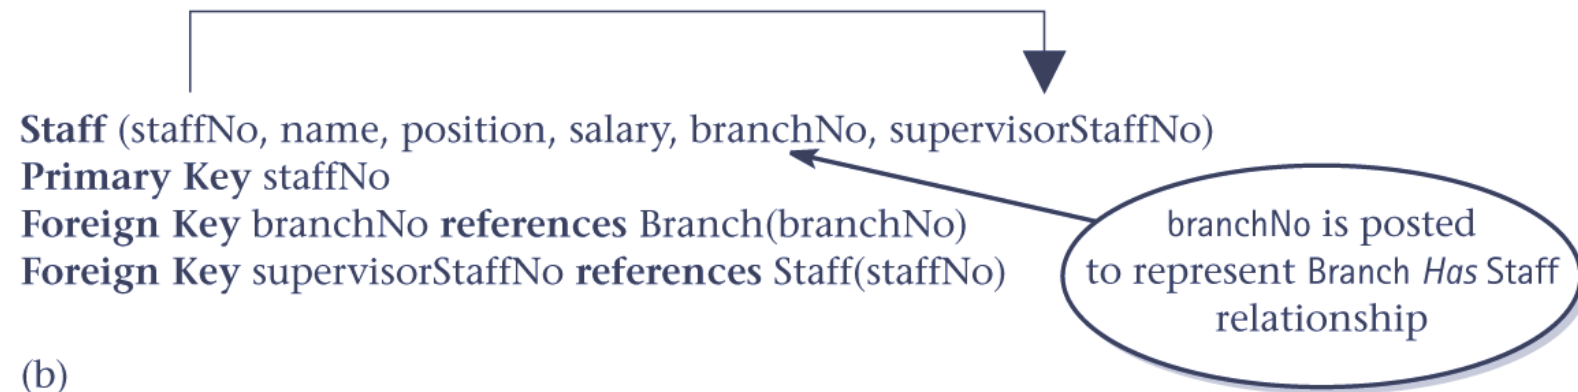 Staff (staffNo, name, position, salary, branchNo, supervisorStaffNo)
Primary Key staffNo
Foreign Key branchNo references Branch(branchNo)
Foreign Key supervisorStaffNo references Staff(staffNo)
branchNo is posted
to represent Branch Has Staff
relationship
(b)